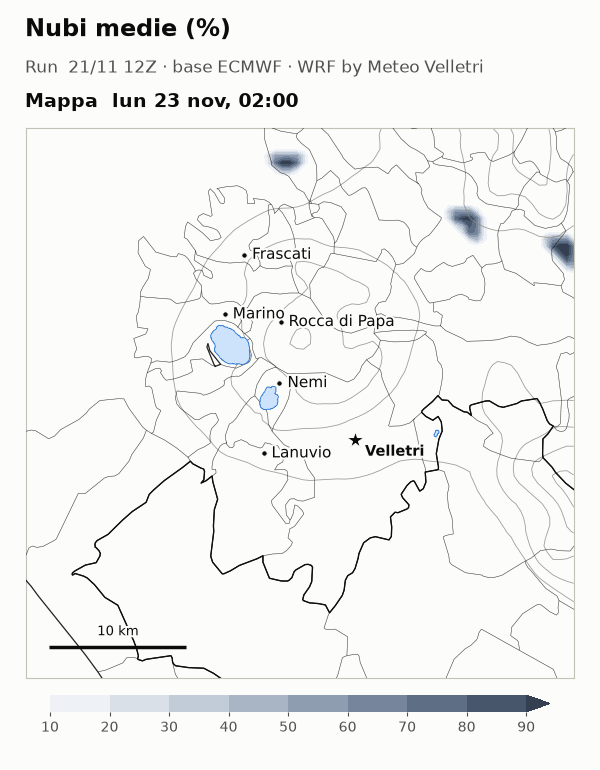 Nubi medie (%)
Run  21/11 12Z · base ECMWF · WRF by Meteo Velletri
Mappa  lun 23 nov, 02:00
Frascati
Marino
Rocca di Papa
Nemi
Velletri
Lanuvio
10 km
10 20 30 40 50 60 70 80 90